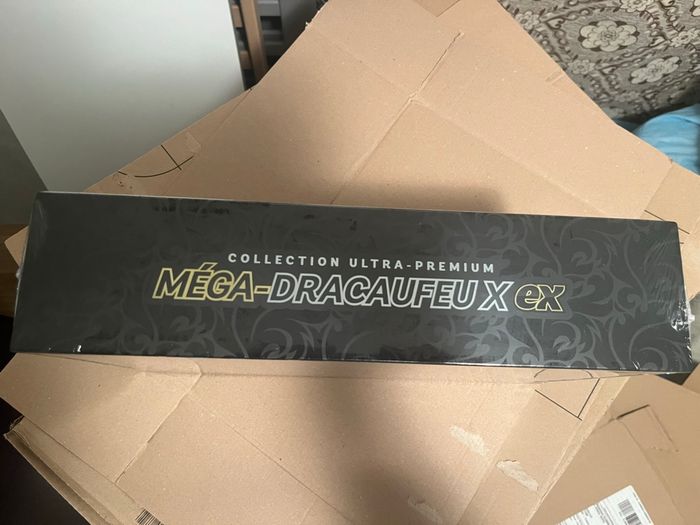 COLLECTION ULTRA-PREMIUM
MÉGA-DRACAUFEU X ex